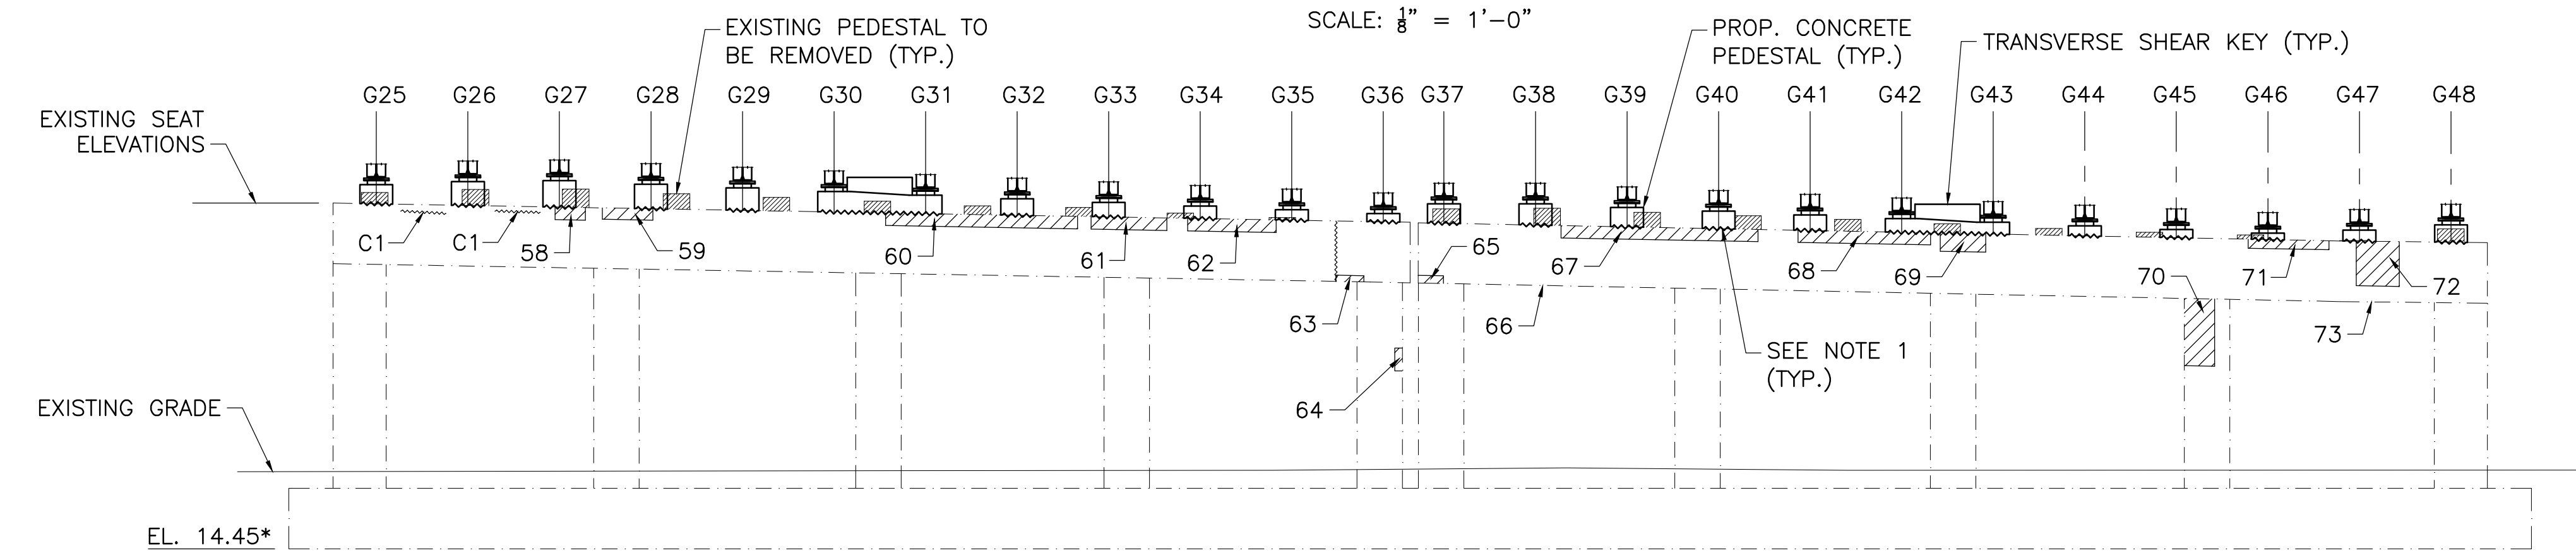 SCALE: 1/8" = 1'-0"
EXISTING PEDESTAL TO
BE REMOVED (TYP.)
PROP. CONCRETE
PEDESTAL (TYP.)
TRANSVERSE SHEAR KEY (TYP.)
G25 G26 G27 G28 G29 G30 G31 G32 G33 G34 G35 G36 G37 G38 G39 G40 G41 G42 G43 G44 G45 G46 G47 G48
EXISTING SEAT
ELEVATIONS
C1 C1 58 59 60 61 62 65 67 68 69 70 71 72
63 66 73
SEE NOTE 1
(TYP.)
64
EXISTING GRADE
EL. 14.45*